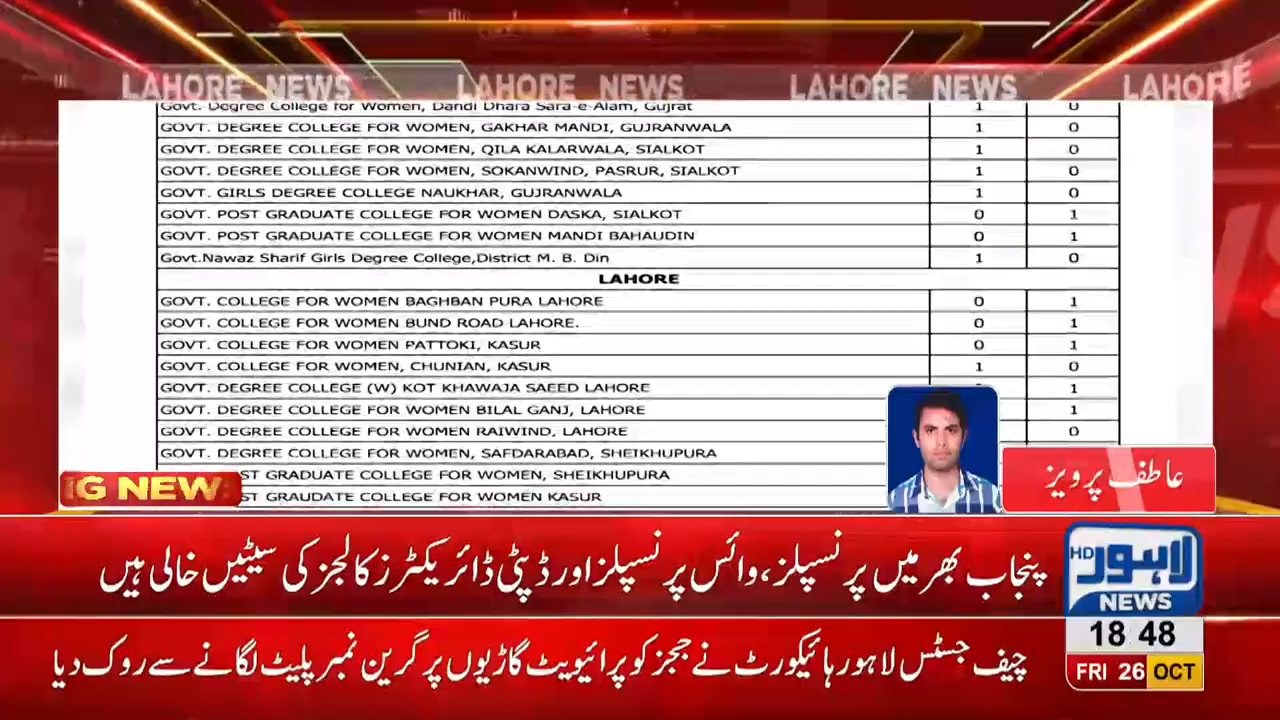 LAHORE NEWS LAHORE NEWS LAHORE NEWS LAHORE
Govt. Degree College for Women, Dandi Dhara Sara-e-Alam, Gujrat 1 0
GOVT. DEGREE COLLEGE FOR WOMEN, GAKHAR MANDI, GUJRANWALA 1 0
GOVT. DEGREE COLLEGE FOR WOMEN, QILA KALARWALA, SIALKOT 1 0
GOVT. DEGREE COLLEGE FOR WOMEN, SOKANWIND, PASRUR, SIALKOT 1 0
GOVT. GIRLS DEGREE COLLEGE NAUKHAR, GUJRANWALA 1 0
GOVT. POST GRADUATE COLLEGE FOR WOMEN DASKA, SIALKOT 0 1
GOVT. POST GRADUATE COLLEGE FOR WOMEN MANDI BAHAUDIN 0 1
Govt.Nawaz Sharif Girls Degree College,District M. B. Din 1 0
LAHORE
GOVT. COLLEGE FOR WOMEN BAGHBAN PURA LAHORE 0 1
GOVT. COLLEGE FOR WOMEN BUND ROAD LAHORE. 0 1
GOVT. COLLEGE FOR WOMEN PATTOKI, KASUR 0 1
GOVT. COLLEGE FOR WOMEN, CHUNIAN, KASUR 1 0
GOVT. DEGREE COLLEGE (W) KOT KHAWAJA SAEED LAHORE 1
GOVT. DEGREE COLLEGE FOR WOMEN BILAL GANJ, LAHORE 1
GOVT. DEGREE COLLEGE FOR WOMEN RAIWIND, LAHORE 0
GOVT. DEGREE COLLEGE FOR WOMEN, SAFDARABAD, SHEIKHUPURA
ST GRADUATE COLLEGE FOR WOMEN, SHEIKHUPURA
ST GRAUDATE COLLEGE FOR WOMEN KASUR
IG NEWS
عاطف پرویز
پنجاب بھر میں پرنسپلز، وائس پرنسپلز اور ڈپٹی ڈائریکٹرز کالجز کی سیٹیں خالی ہیں
چیف جسٹس لاہور ہائیکورٹ نے ججز کو پرائیویٹ گاڑیوں پر گرین نمبر پلیٹ لگانے سے روک دیا
HD لاہور
NEWS
18 48
FRI 26 OCT